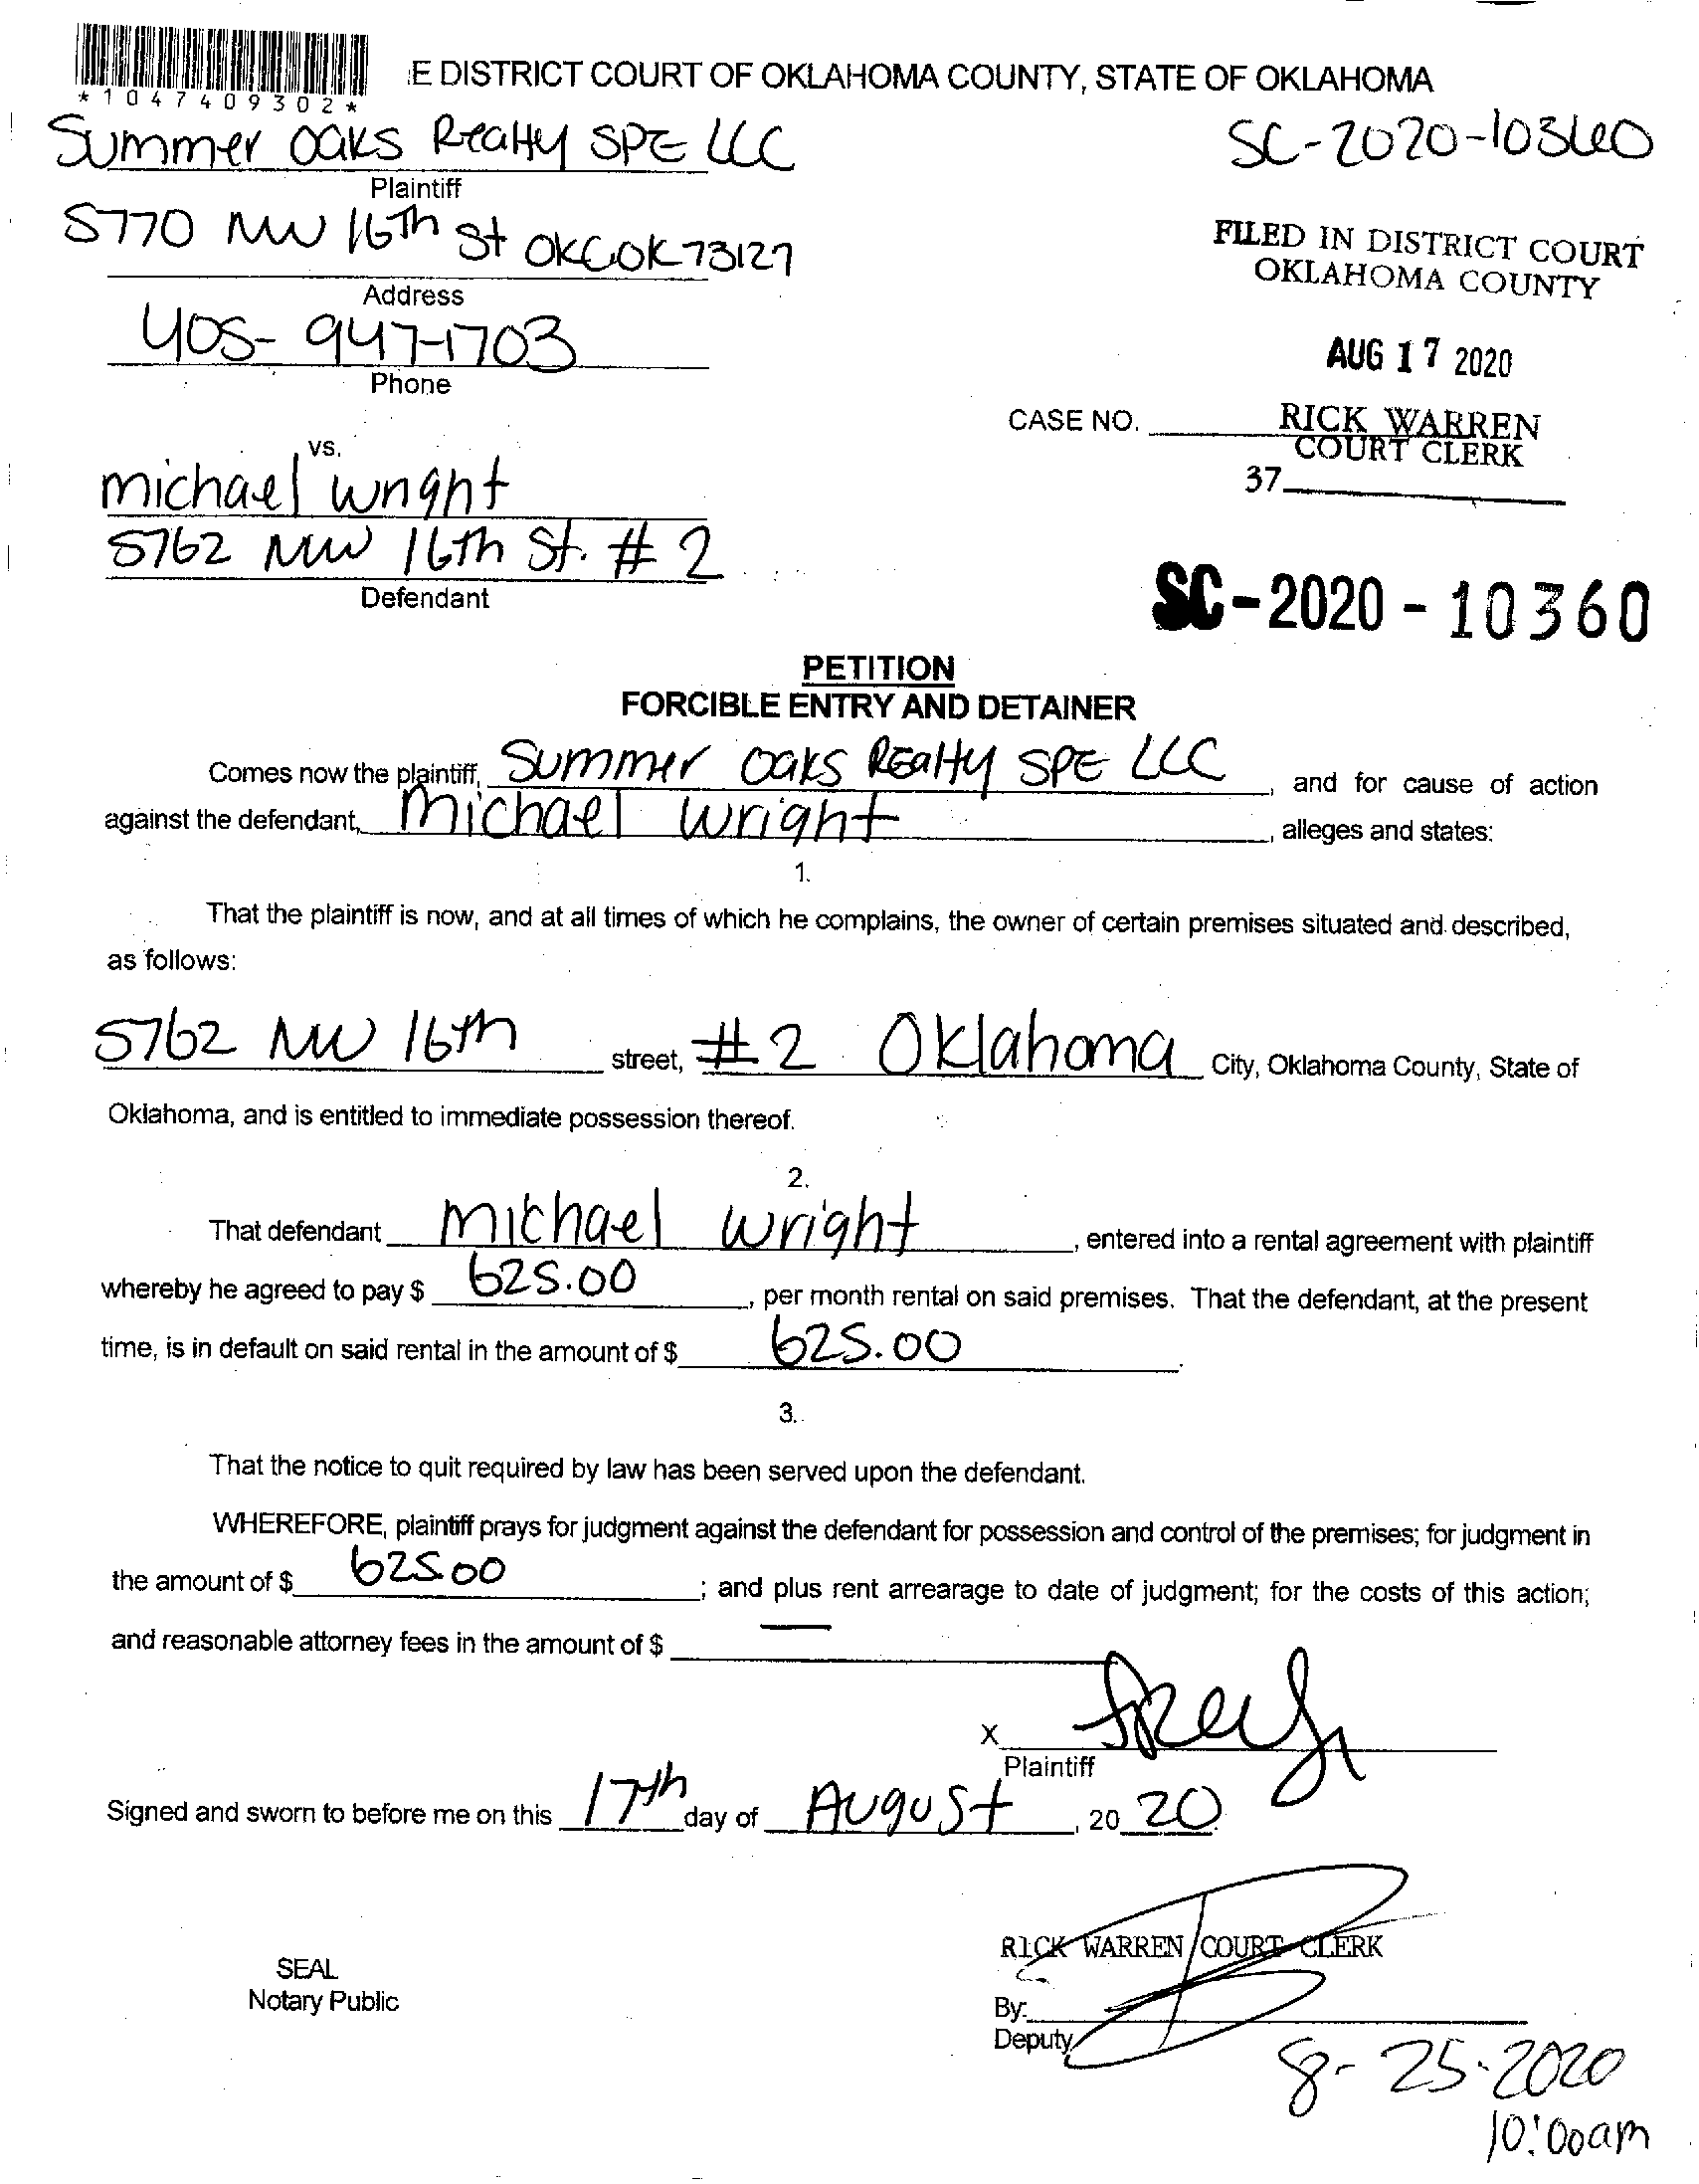 *1047409302*
E DISTRICT COURT OF OKLAHOMA COUNTY, STATE OF OKLAHOMA
Summer Oaks Realty SPE LLC
SC-2020-10360
Plaintiff
5770 NW 16Th St OKC OK 73127
FILED IN DISTRICT COURT
OKLAHOMA COUNTY
Address
405-947-1703
AUG 17 2020
Phone
CASE NO.
RICK WARREN
COURT CLERK
vs.
37
michael wright
5762 NW 16th St. # 2
Defendant
SC-2020-10360
PETITION
FORCIBLE ENTRY AND DETAINER
Comes now the plaintiff, Summer Oaks REalty SPE LLC, and for cause of action
against the defendant, Michael wright, alleges and states:
1.
That the plaintiff is now, and at all times of which he complains, the owner of certain premises situated and described,
as follows:
5762 NW 16th street, #2 Oklahoma City, Oklahoma County, State of
Oklahoma, and is entitled to immediate possession thereof.
2.
That defendant michael wright, entered into a rental agreement with plaintiff
whereby he agreed to pay $ 625.00, per month rental on said premises. That the defendant, at the present
time, is in default on said rental in the amount of $ 625.00.
3.
That the notice to quit required by law has been served upon the defendant.
WHEREFORE, plaintiff prays for judgment against the defendant for possession and control of the premises; for judgment in
the amount of $ 625.00; and plus rent arrearage to date of judgment; for the costs of this action;
and reasonable attorney fees in the amount of $ —
X
Plaintiff
Signed and sworn to before me on this 17th day of August, 20 20.
RICK WARREN COURT CLERK
SEAL
Notary Public
By:
Deputy
8-25-2020
10:00am